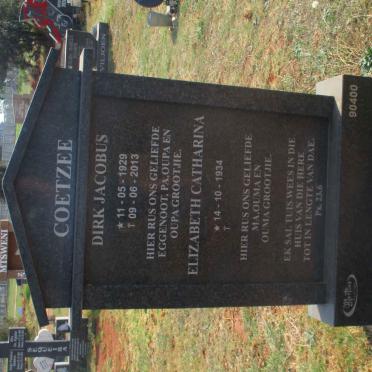 COETZEE
DIRK JACOBUS
* 11 - 05 - 1929
† 09 - 06 - 2013
HIER RUS ONS GELIEFDE
EGGENOOT, PA, OUPA EN
OUPA GROOTJIE.
ELIZABETH CATHARINA
* 14 - 10 - 1934
†
HIER RUS ONS GELIEFDE
MA, OUMA EN
OUMA GROOTJIE.
EK SAL TUIS WEES IN DIE
HUIS VAN DIE HERE
TOT IN LENGTE VAN DAE.
Ps. 23.6
90400
MTSWENI